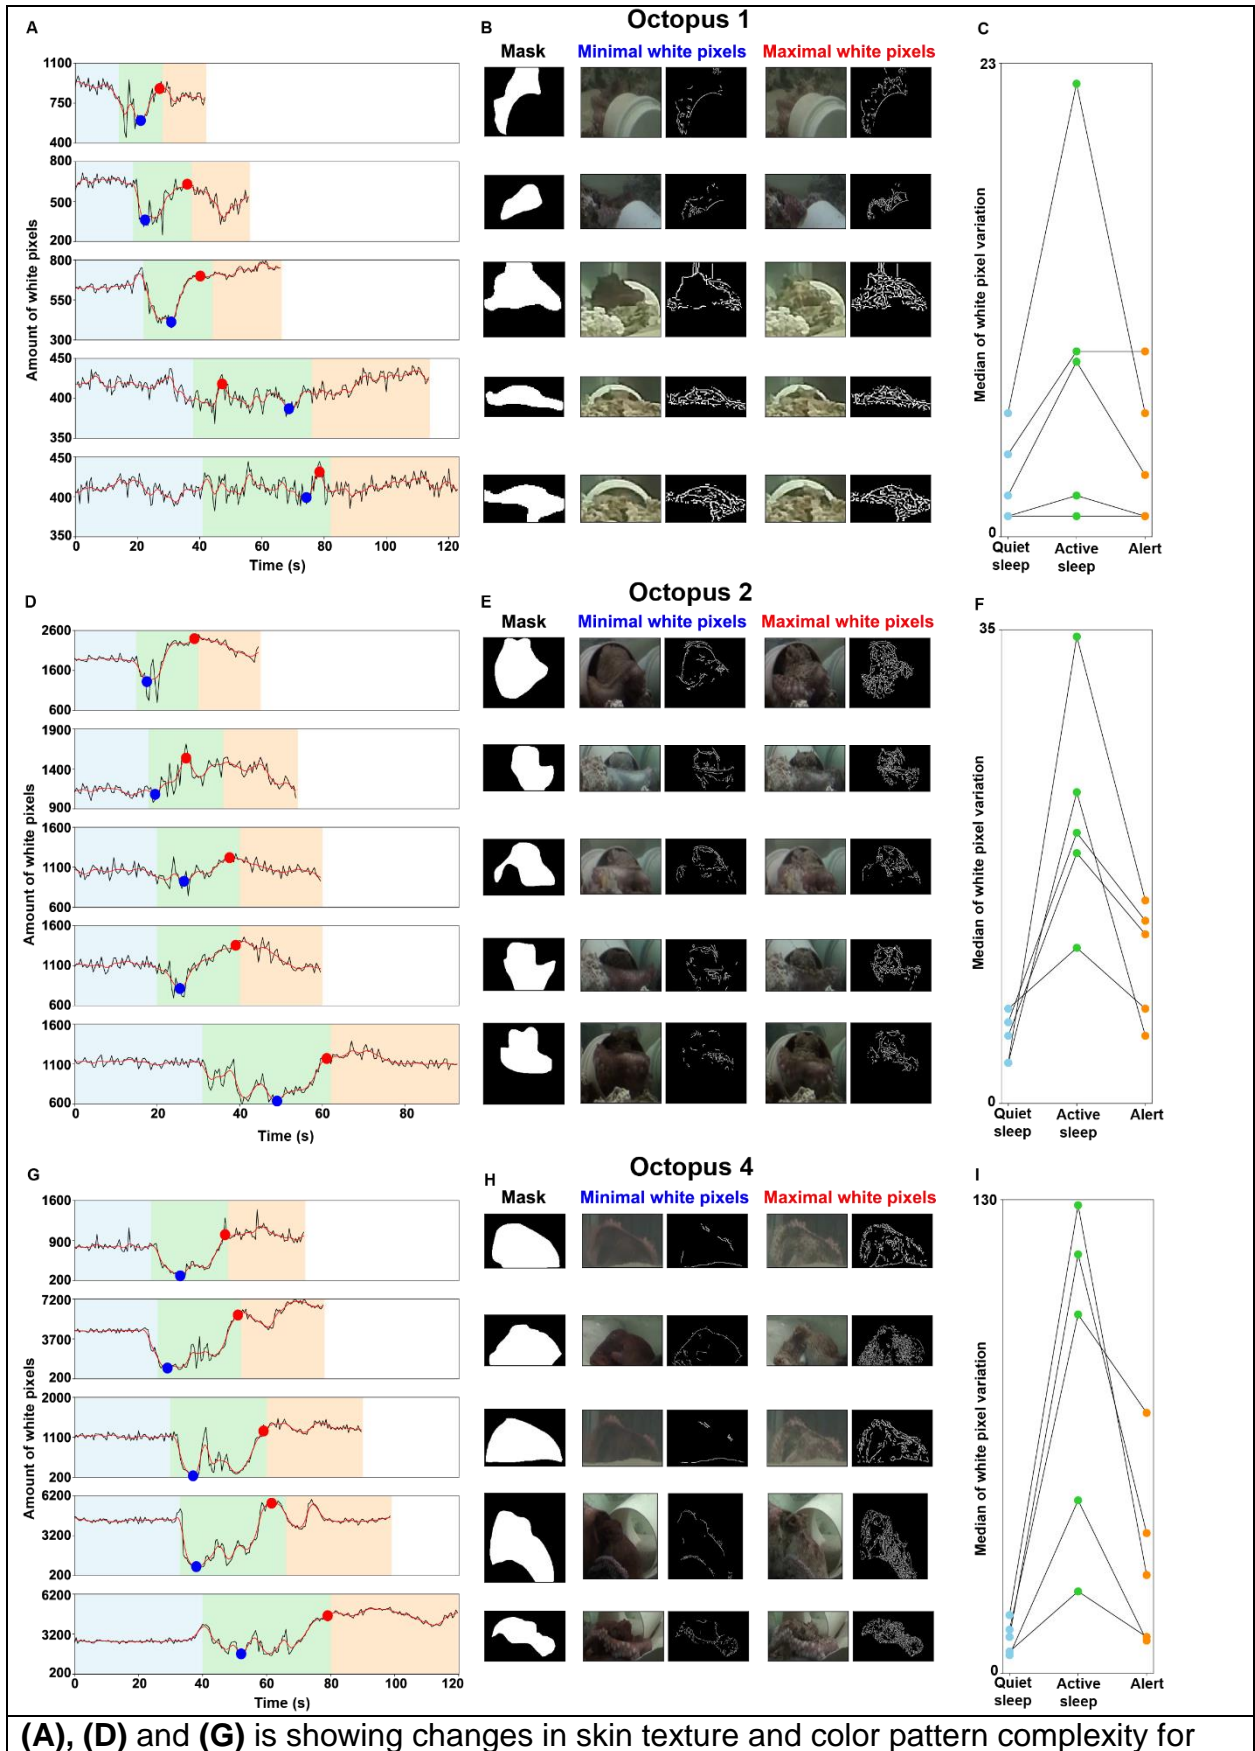 Octopus 1
A
B
C
Mask Minimal white pixels Maximal white pixels
Amount of white pixels
1100
750
400
800
500
200
800
550
300
450
400
350
450
400
350
0 20 40 60 80 100 120
Time (s)
Median of white pixel variation
23
0
Quiet sleep
Active sleep
Alert
Octopus 2
D
E
F
Mask Minimal white pixels Maximal white pixels
Amount of white pixels
2600
1600
600
1900
1400
900
1600
1100
600
1600
1100
600
1600
1100
600
0 20 40 60 80
Time (s)
Median of white pixel variation
35
0
Quiet sleep
Active sleep
Alert
Octopus 4
G
H
I
Mask Minimal white pixels Maximal white pixels
Amount of white pixels
1600
900
200
7200
3700
200
2000
1100
200
6200
3200
200
6200
3200
200
0 20 40 60 80 100 120
Time (s)
Median of white pixel variation
130
0
Quiet sleep
Active sleep
Alert
(A), (D) and (G) is showing changes in skin texture and color pattern complexity for